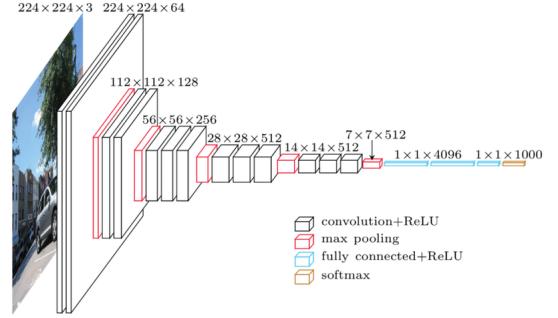 224×224×3 224×224×64
112×112×128
56×56×256
28×28×512
14×14×512
7×7×512
1×1×4096 1×1×1000
convolution+ReLU
max pooling
fully connected+ReLU
softmax